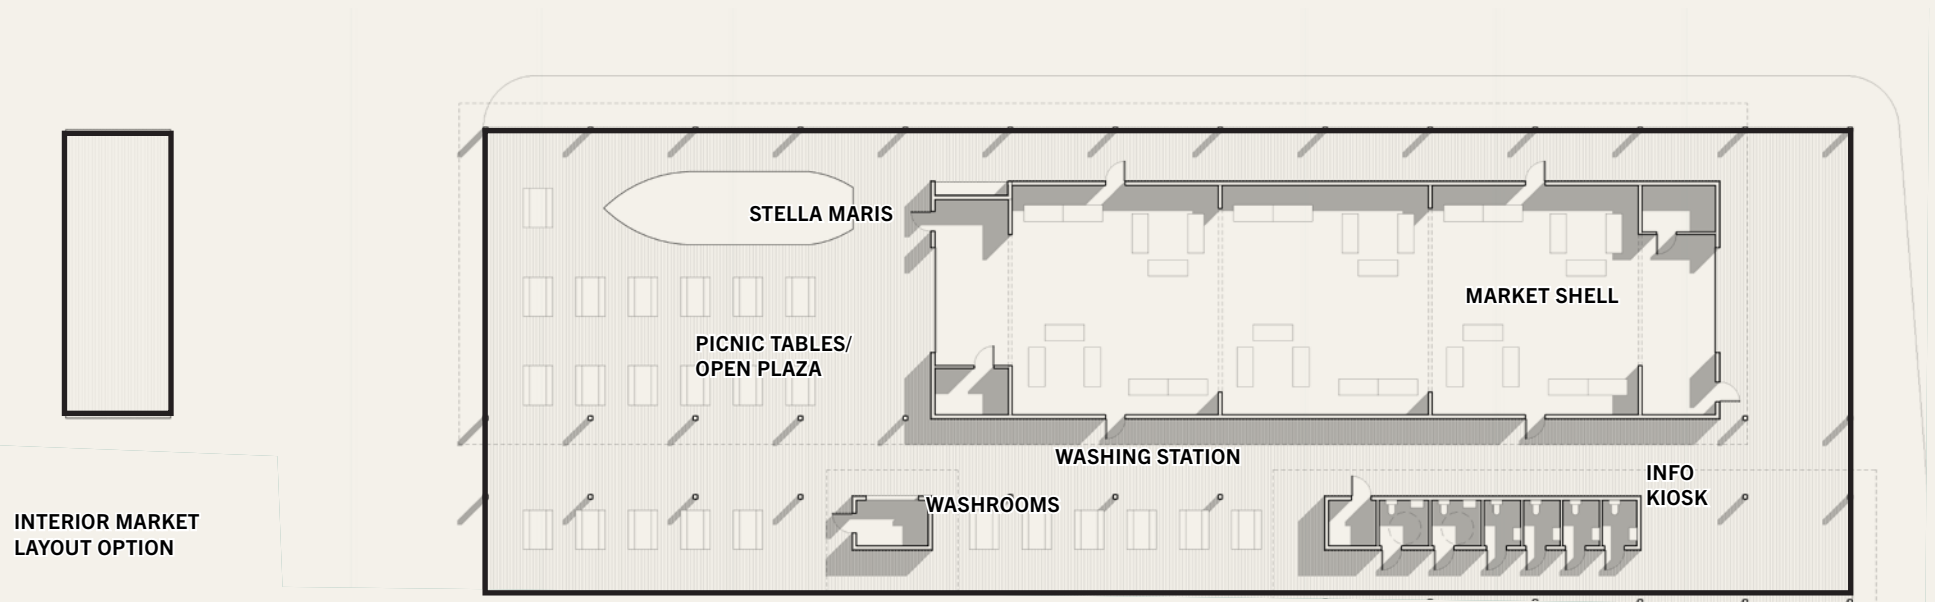 STELLA MARIS
MARKET SHELL
PICNIC TABLES/
OPEN PLAZA
WASHING STATION
INFO
KIOSK
WASHROOMS
INTERIOR MARKET
LAYOUT OPTION